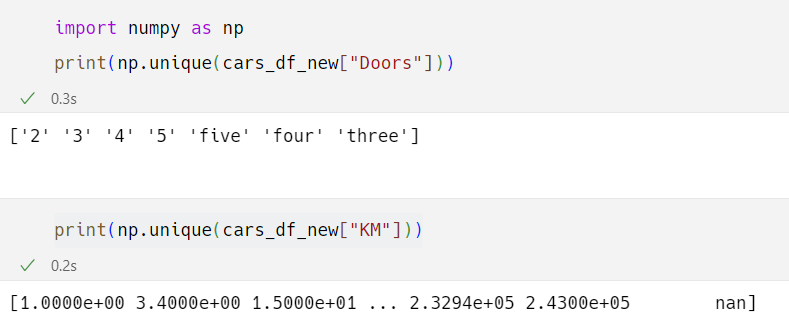 import numpy as np
print(np.unique(cars_df_new["Doors"]))
0.3s
['2' '3' '4' '5' 'five' 'four' 'three']
print(np.unique(cars_df_new["KM"]))
0.2s
[1.0000e+00 3.4000e+00 1.5000e+01 ... 2.3294e+05 2.4300e+05 nan]